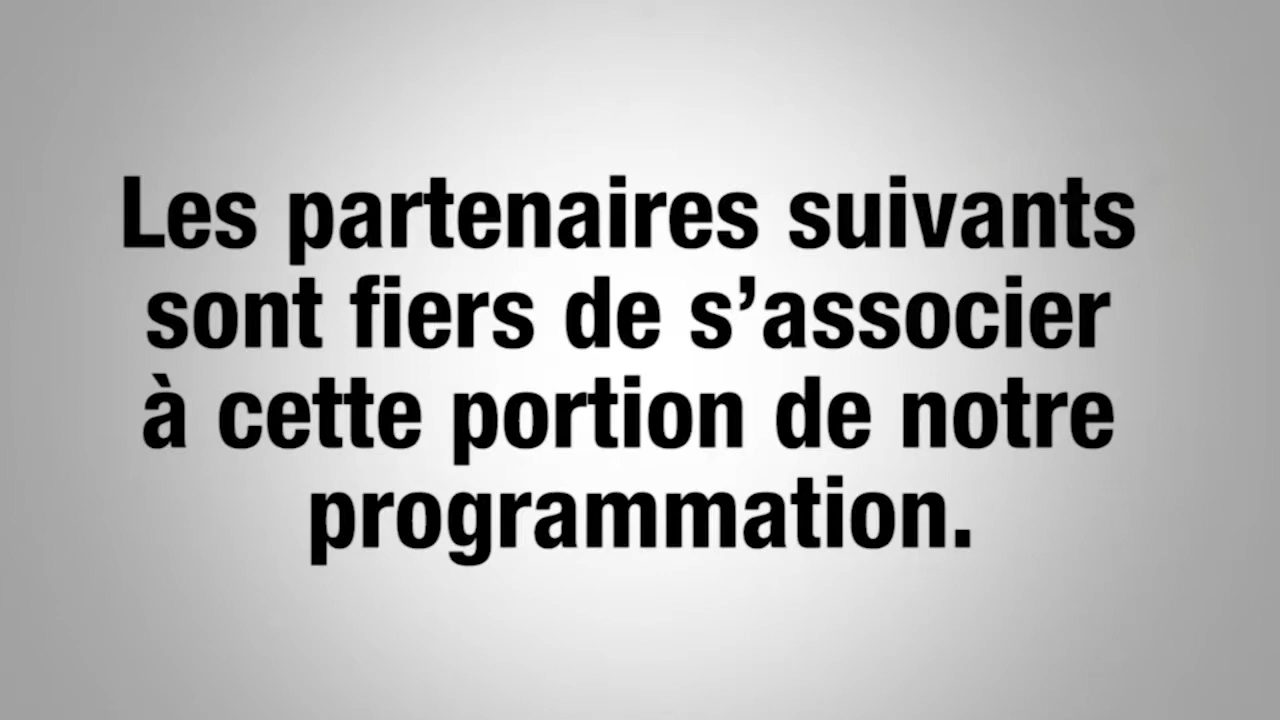 Les partenaires suivants
sont fiers de s’associer
à cette portion de notre
programmation.